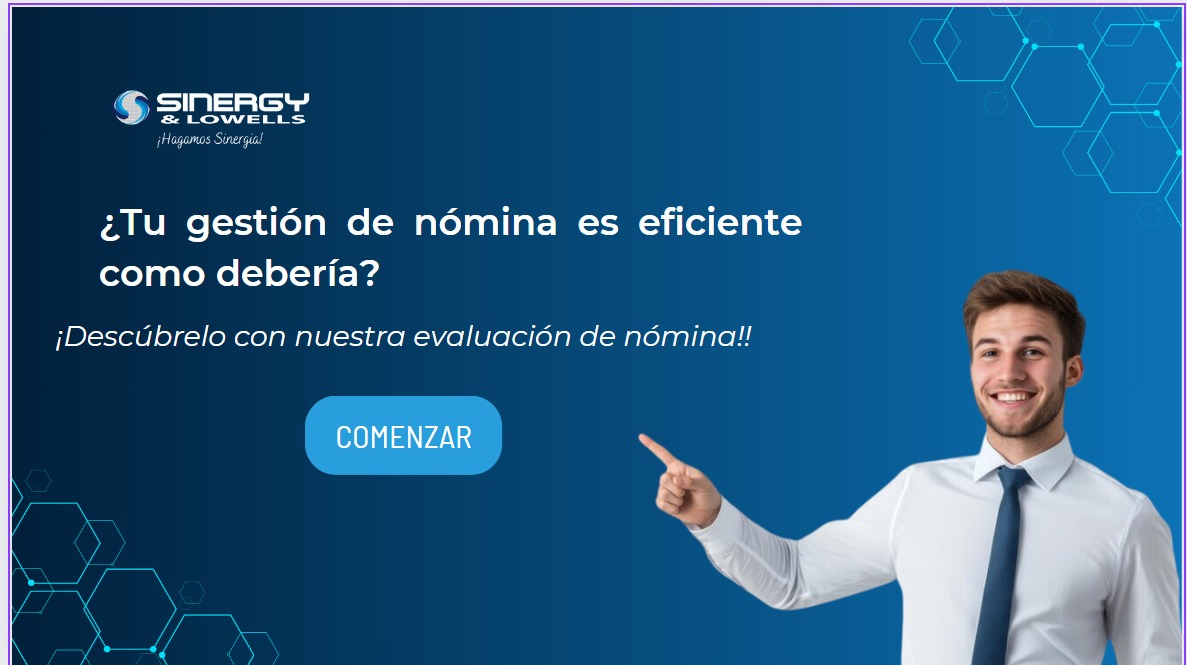 SINERGY
& LOWELLS
¡Hagamos Sinergia!
¿Tu gestión de nómina es eficiente
como debería?
¡Descúbrelo con nuestra evaluación de nómina!!
COMENZAR